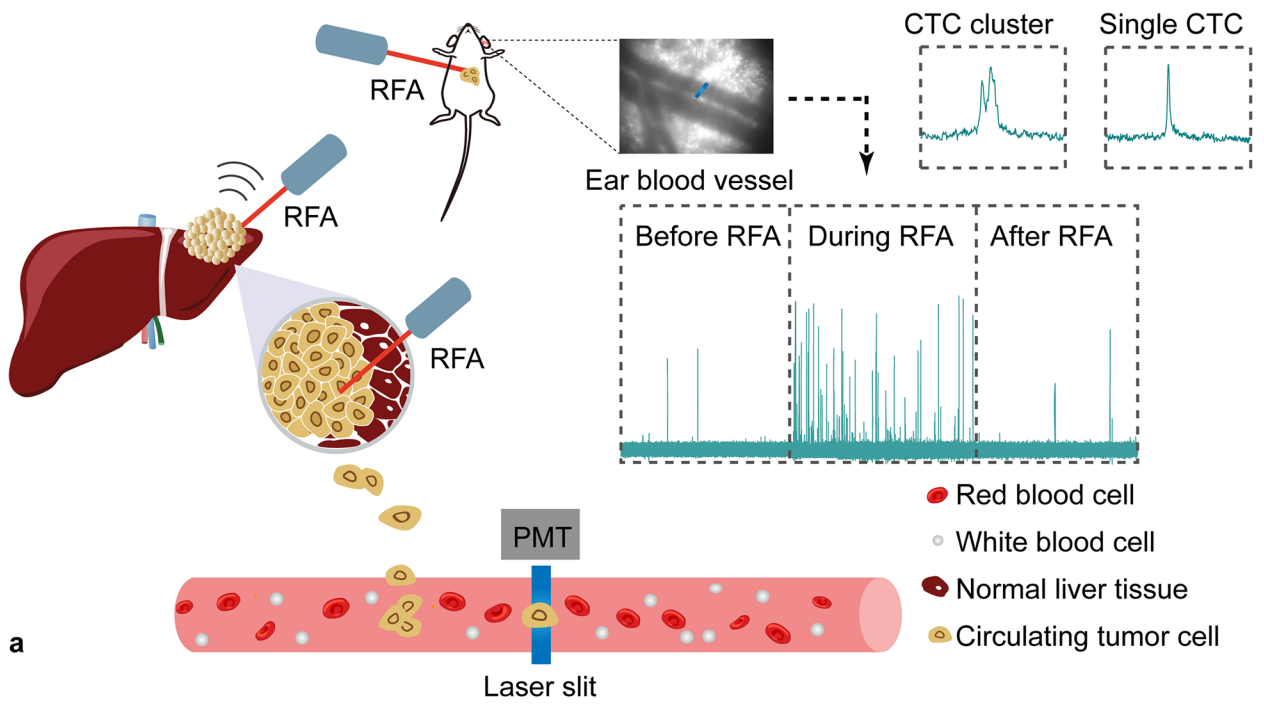 CTC cluster
Single CTC
RFA
Ear blood vessel
RFA
Before RFA
During RFA
After RFA
RFA
Red blood cell
PMT
White blood cell
Normal liver tissue
Circulating tumor cell
a
Laser slit